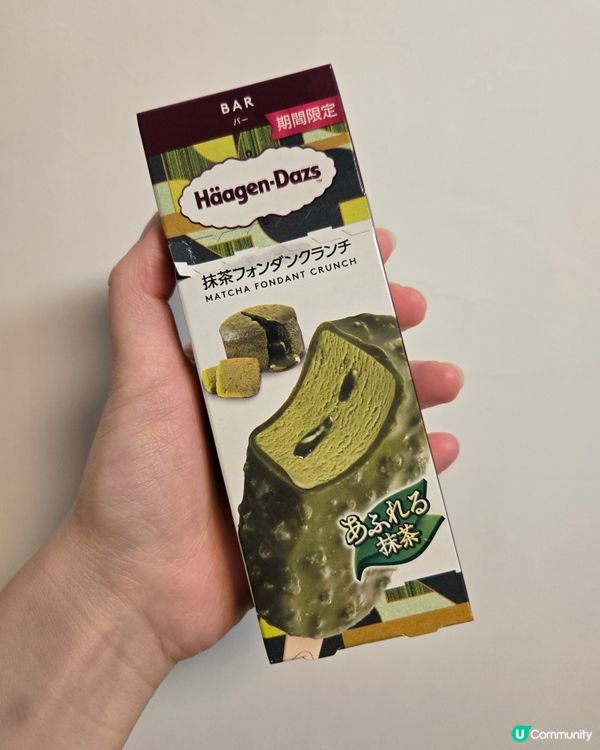 BAR
バー
期間限定
Häagen-Dazs
抹茶フォンダンクランチ
MATCHA FONDANT CRUNCH
あふれる
抹茶
U Community